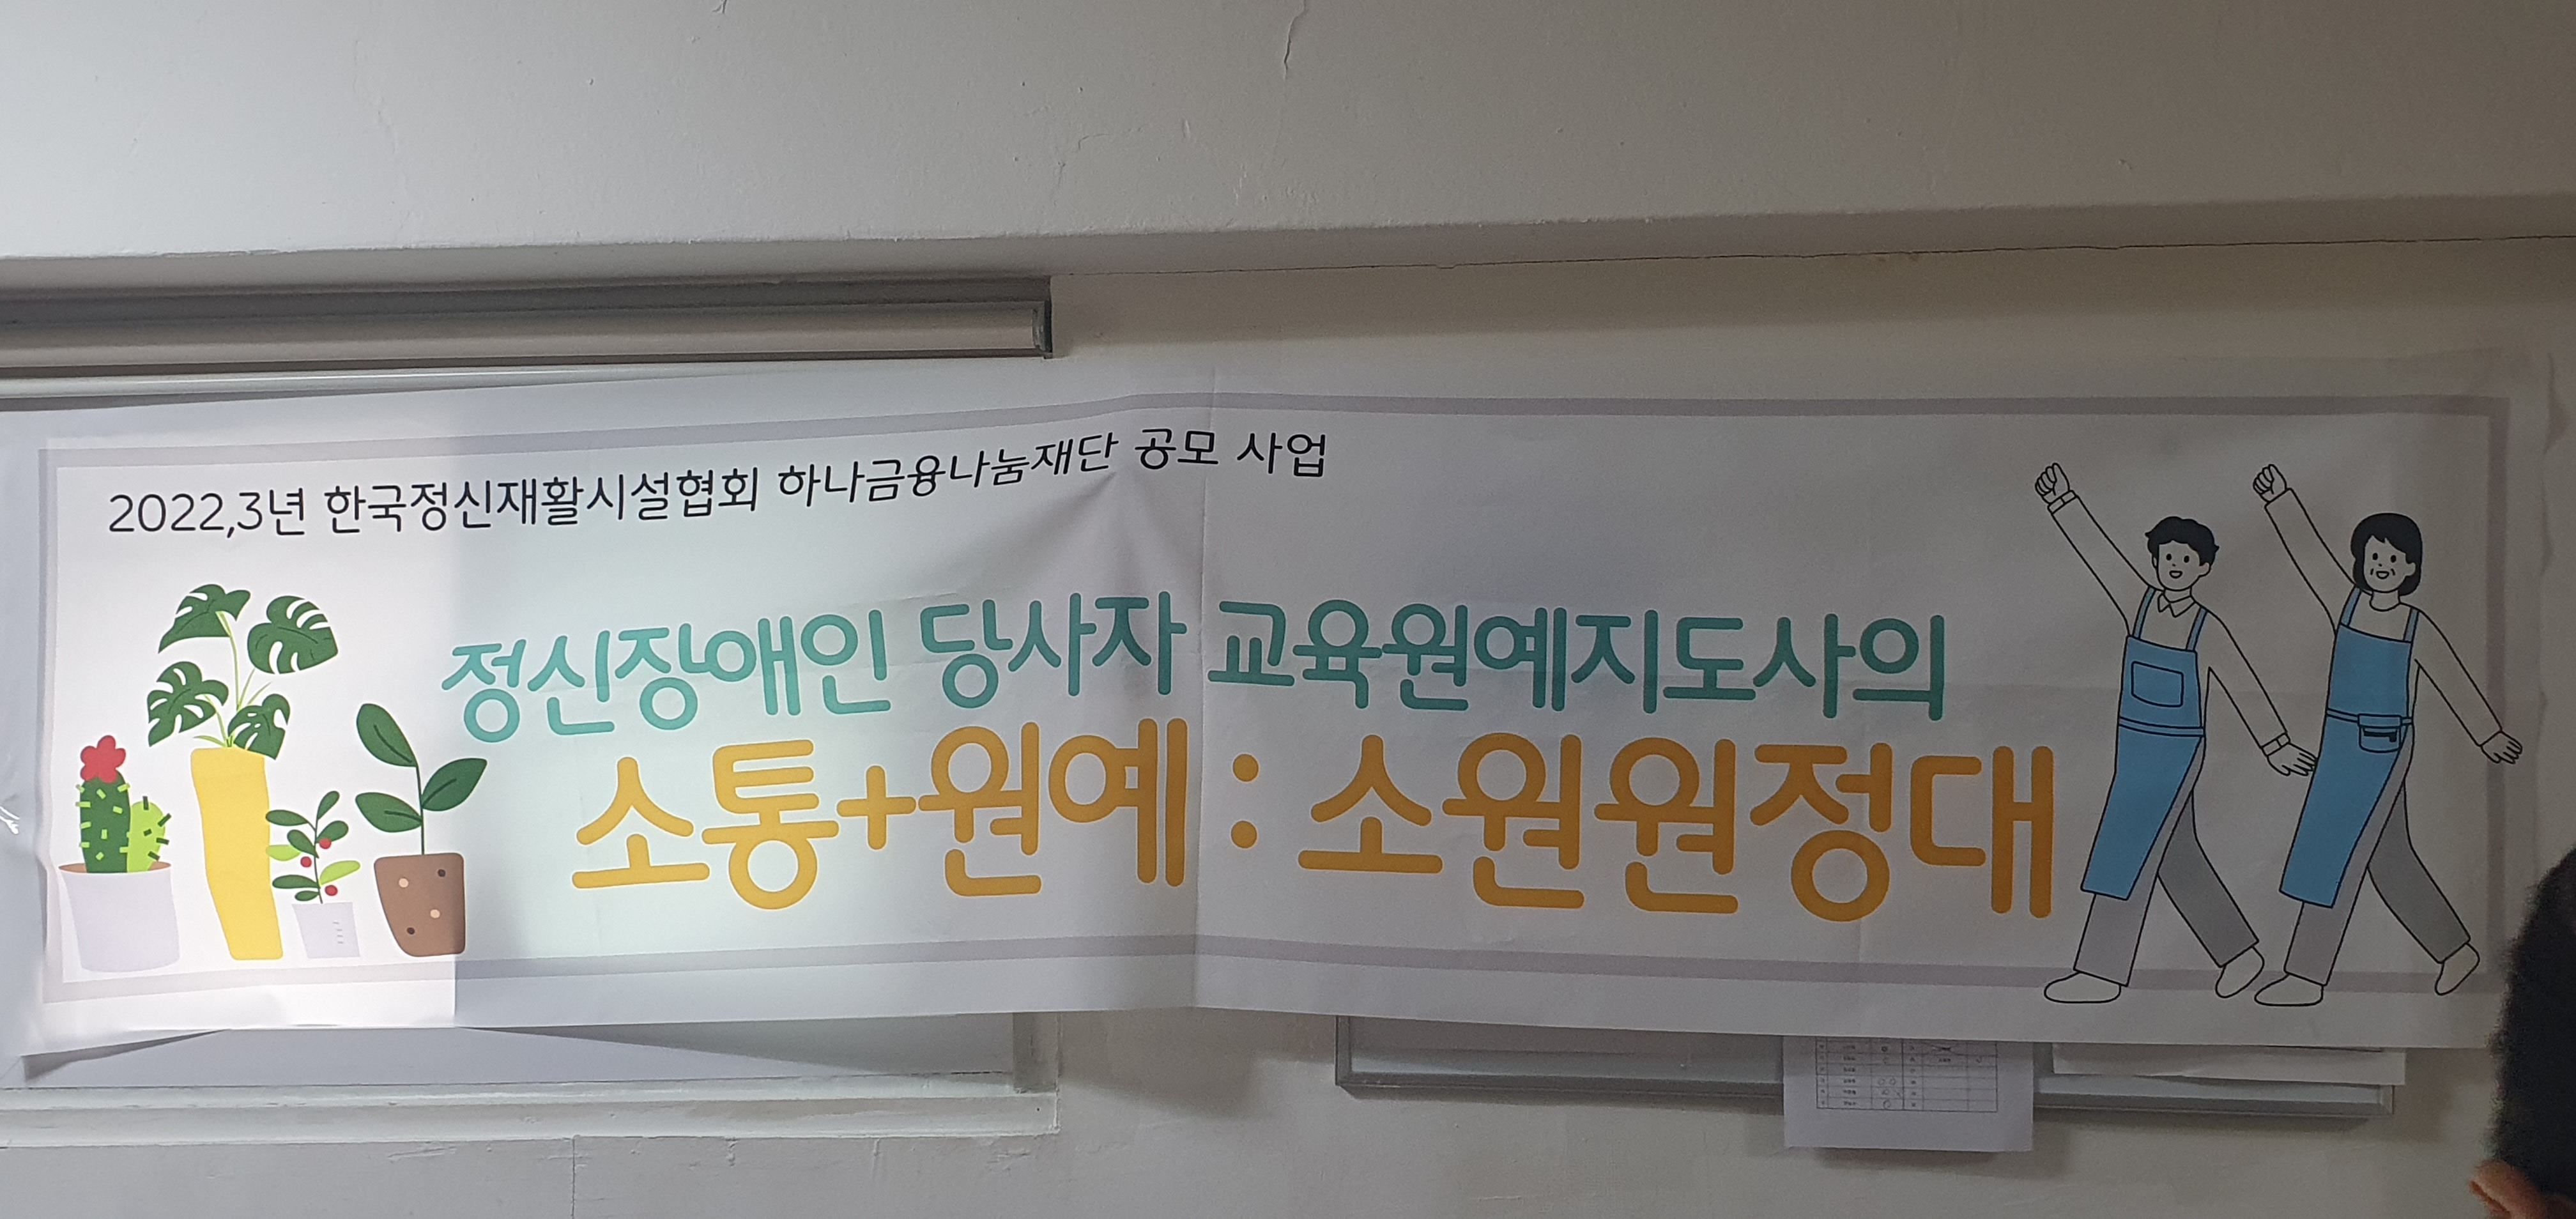 2022,3년 한국정신재활시설협회 하나금융나눔재단 공모 사업
정신장애인 당사자 교육원예지도사의
소통+원예 : 소원원정대